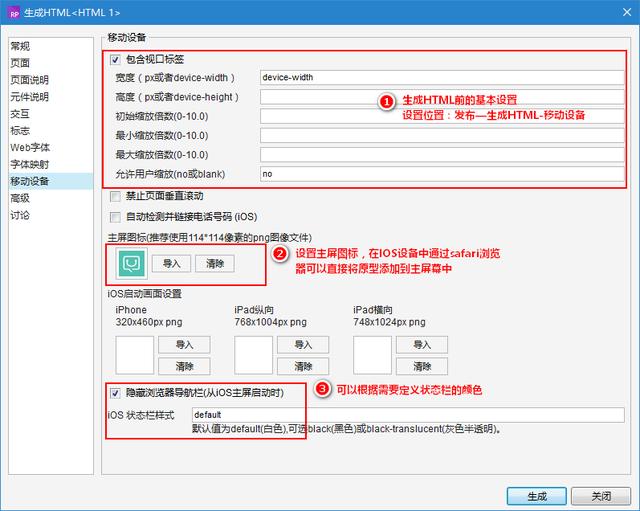 RP 生成HTML<HTML 1>
常规
页面
页面说明
元件说明
交互
标志
Web字体
字体映射
移动设备
高级
讨论
移动设备
包含视口标签
宽度（px或者device-width）
device-width
高度（px或者device-height）
初始缩放倍数(0-10.0)
最小缩放倍数(0-10.0)
最大缩放倍数(0-10.0)
允许用户缩放(no或blank)
no
1 生成HTML前的基本设置
设置位置：发布—生成HTML-移动设备
禁止页面垂直滚动
自动检测并链接电话号码 (iOS)
主屏图标(推荐使用114*114像素的png图像文件)
导入 清除
2 设置主屏图标，在IOS设备中通过safari浏览
器可以直接将原型添加到主屏幕中
iOS启动画面设置
iPhone iPad纵向 iPad横向
320x460px png 768x1004px png 748x1024px png
导入 导入 导入
清除 清除 清除
隐藏浏览器导航栏(从iOS主屏启动时)
3 可以根据需要定义状态栏的颜色
iOS 状态栏样式 default
默认值为default(白色),可选black(黑色)或black-translucent(灰色半透明)。
生成 关闭